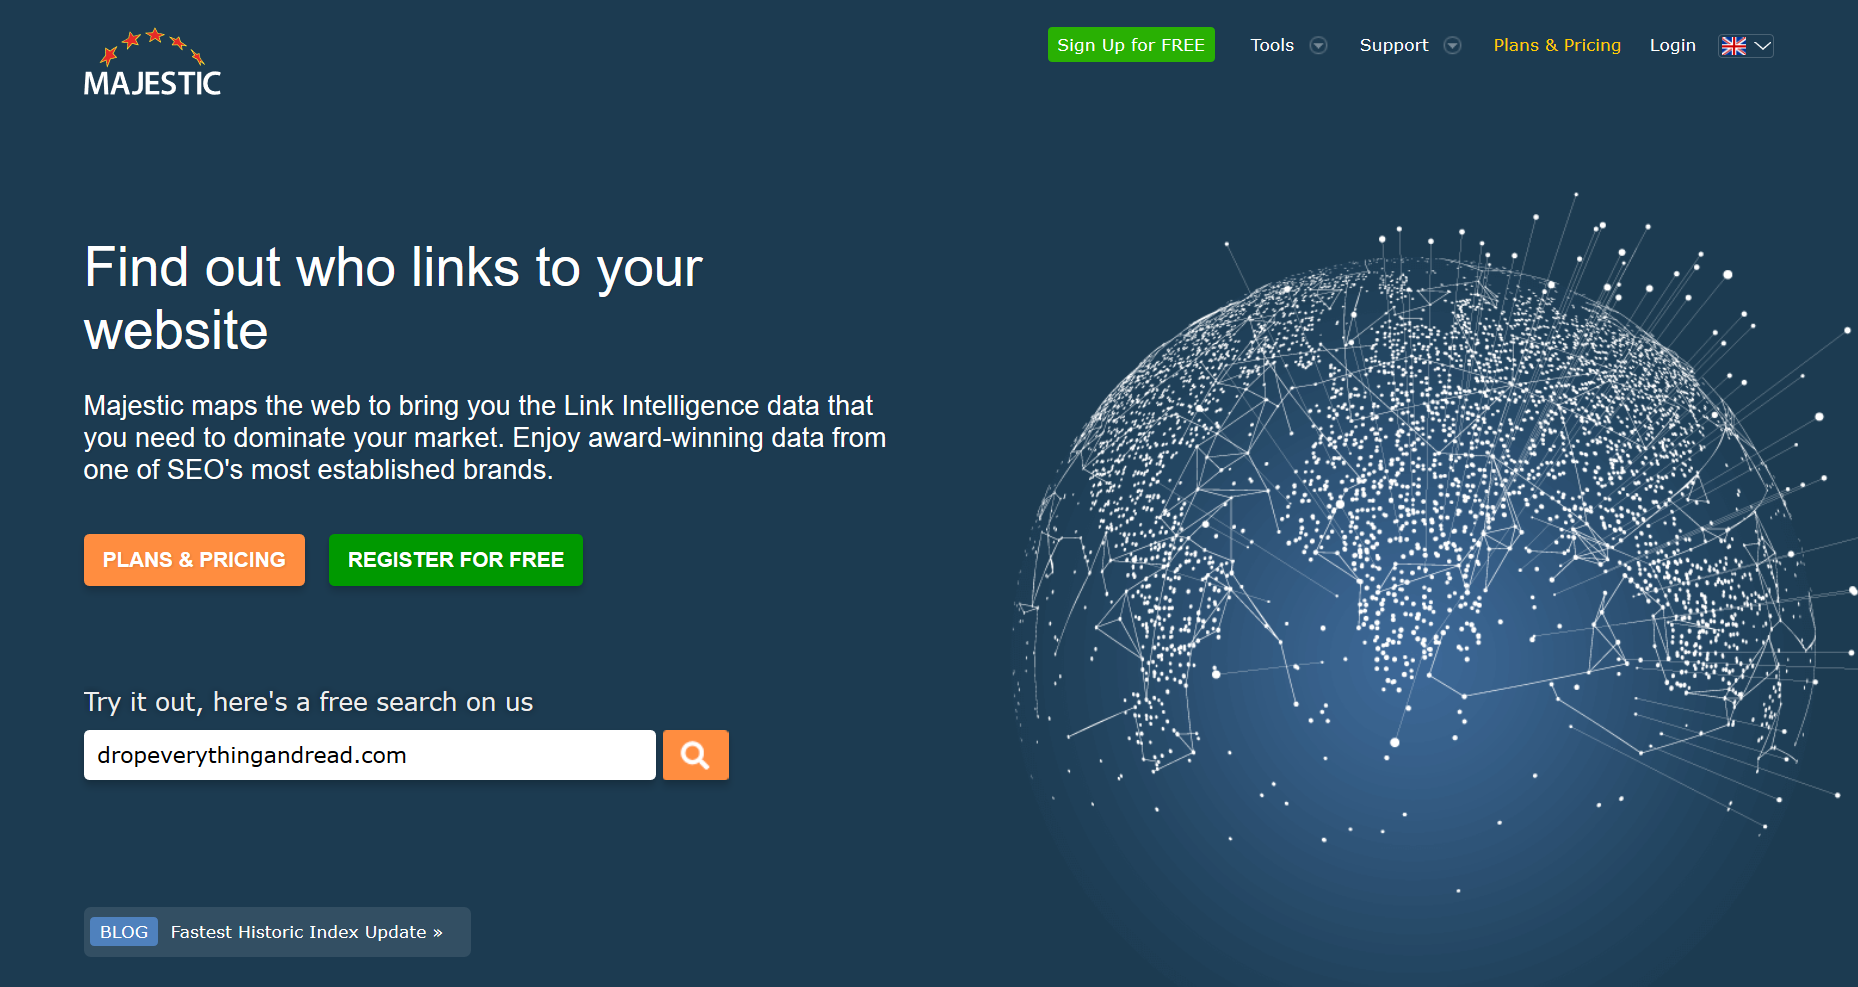 MAJESTIC
Sign Up for FREE
Tools
Support
Plans & Pricing
Login
Find out who links to your
website
Majestic maps the web to bring you the Link Intelligence data that
you need to dominate your market. Enjoy award-winning data from
one of SEO's most established brands.
PLANS & PRICING
REGISTER FOR FREE
Try it out, here's a free search on us
dropeverythingandread.com
BLOG Fastest Historic Index Update »